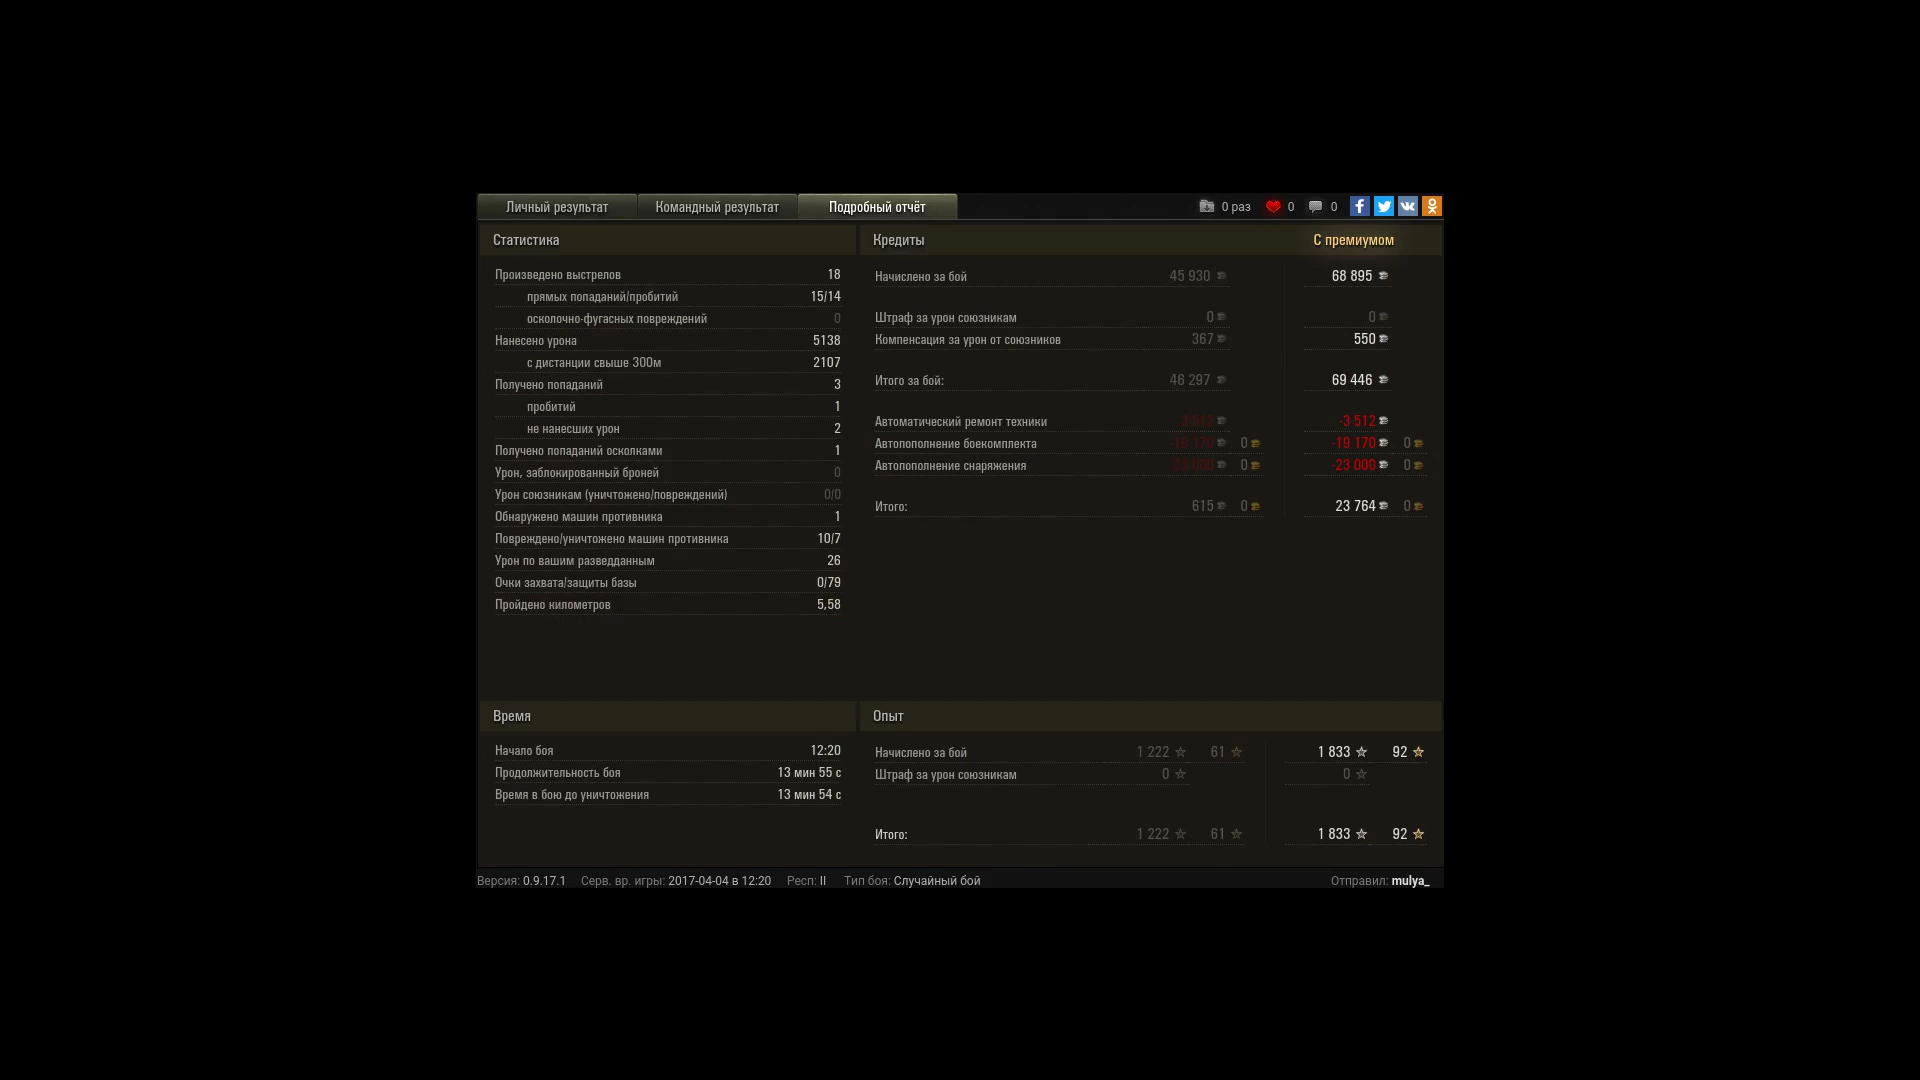 Личный результат Командный результат Подробный отчёт 0 раз 0 0
Статистика
Произведено выстрелов 18
прямых попаданий/пробитий 15/14
осколочно-фугасных повреждений 0
Нанесено урона 5138
с дистанции свыше 300м 2107
Получено попаданий 3
пробитий 1
не нанесших урон 2
Получено попаданий осколками 1
Урон, заблокированный броней 0
Урон союзникам (уничтожено/повреждений) 0/0
Обнаружено машин противника 1
Повреждено/уничтожено машин противника 10/7
Урон по вашим разведданным 26
Очки захвата/защиты базы 0/79
Пройдено километров 5,58
Кредиты С премиумом
Начислено за бой 45 930 68 895
Штраф за урон союзникам 0 0
Компенсация за урон от союзников 367 550
Итого за бой: 46 297 69 446
Автоматический ремонт техники -3 512 -3 512
Автопополнение боекомплекта -19 170 0 -19 170 0
Автопополнение снаряжения -23 000 0 -23 000 0
Итого: 615 0 23 764 0
Время
Начало боя 12:20
Продолжительность боя 13 мин 55 с
Время в бою до уничтожения 13 мин 54 с
Опыт
Начислено за бой 1 222 61 1 833 92
Штраф за урон союзникам 0 0
Итого: 1 222 61 1 833 92
Версия: 0.9.17.1 Серв. вр. игры: 2017-04-04 в 12:20 Респ: II Тип боя: Случайный бой Отправил: mulya_